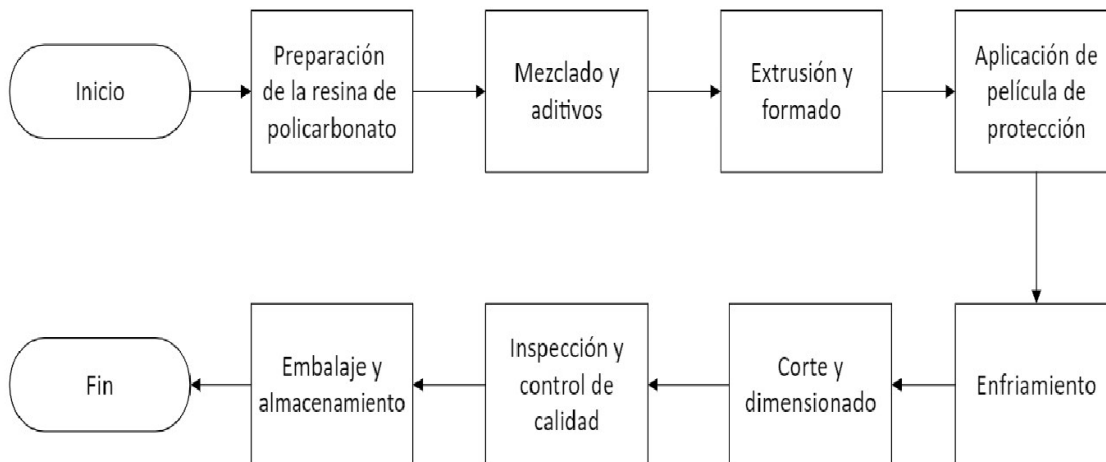 Inicio
Preparación
de la resina de
policarbonato
Mezclado y
aditivos
Extrusión y
formado
Aplicación de
película de
protección
Enfriamiento
Corte y
dimensionado
Inspección y
control de
calidad
Embalaje y
almacenamiento
Fin